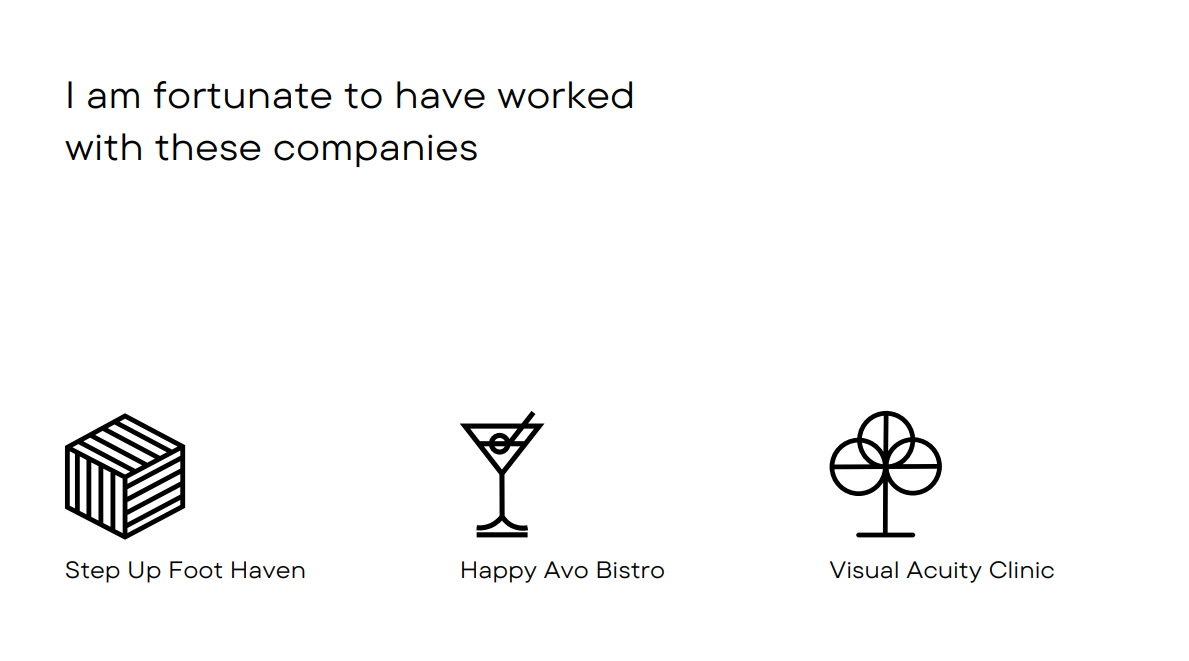 I am fortunate to have worked
with these companies
Step Up Foot Haven
Happy Avo Bistro
Visual Acuity Clinic